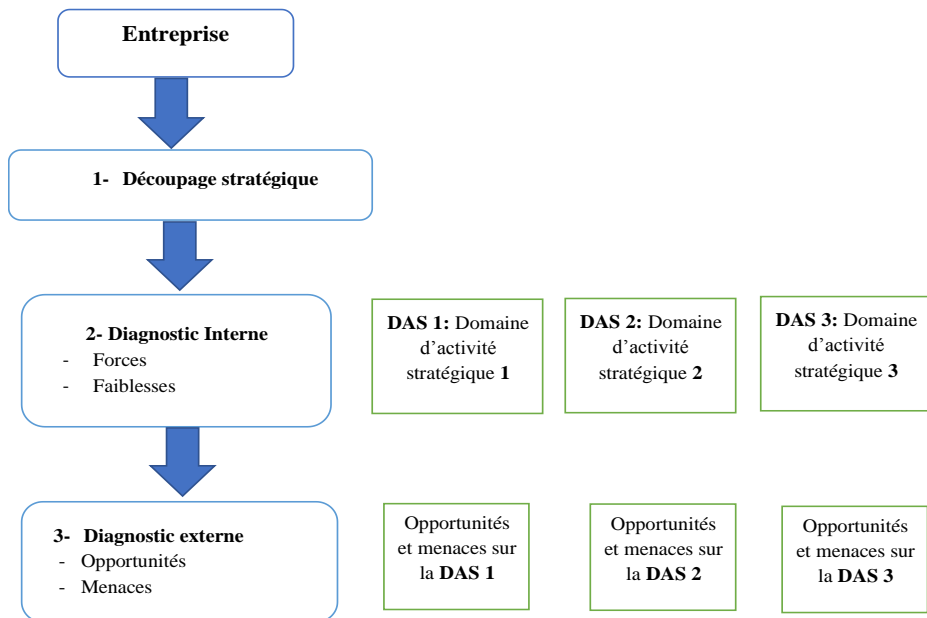 Entreprise
1- Découpage stratégique
2- Diagnostic Interne
- Forces
- Faiblesses
DAS 1: Domaine
d’activité
stratégique 1
DAS 2: Domaine
d’activité
stratégique 2
DAS 3: Domaine
d’activité
stratégique 3
3- Diagnostic externe
- Opportunités
- Menaces
Opportunités
et menaces sur
la DAS 1
Opportunités
et menaces sur
la DAS 2
Opportunités
et menaces sur
la DAS 3